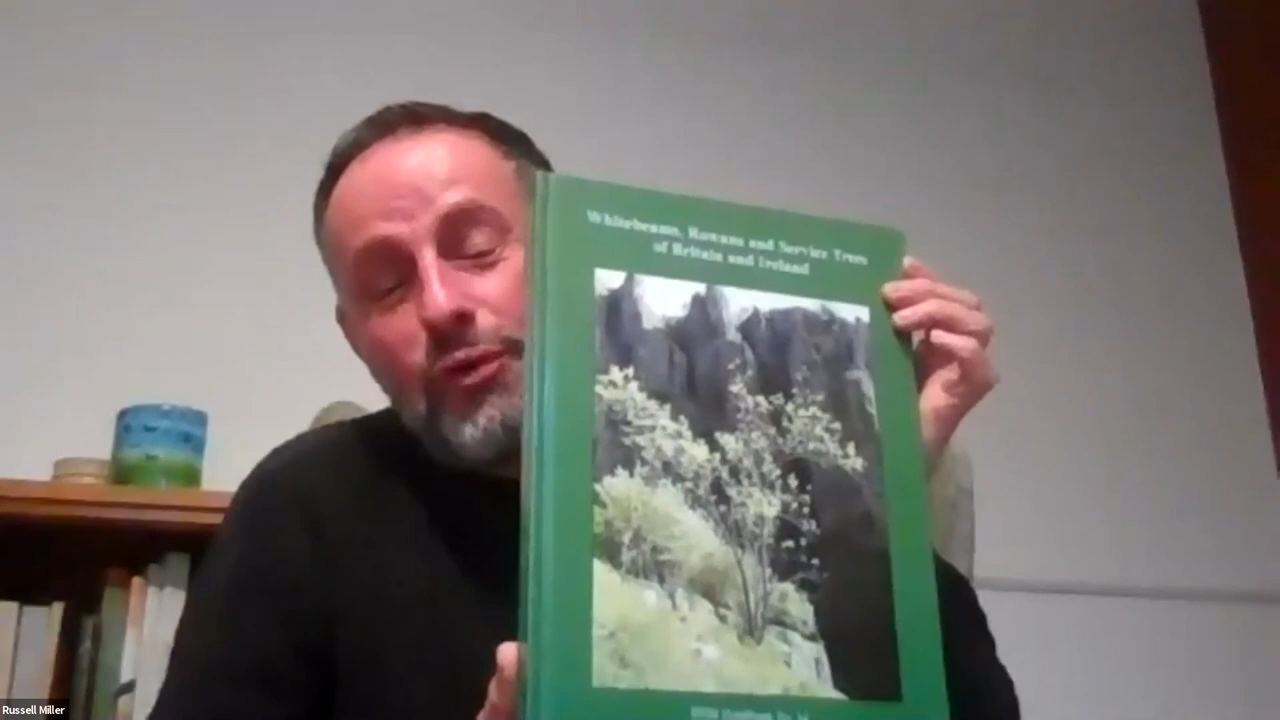 Whitebeams, Rowans and Service Trees
of Britain and Ireland
Russell Miller